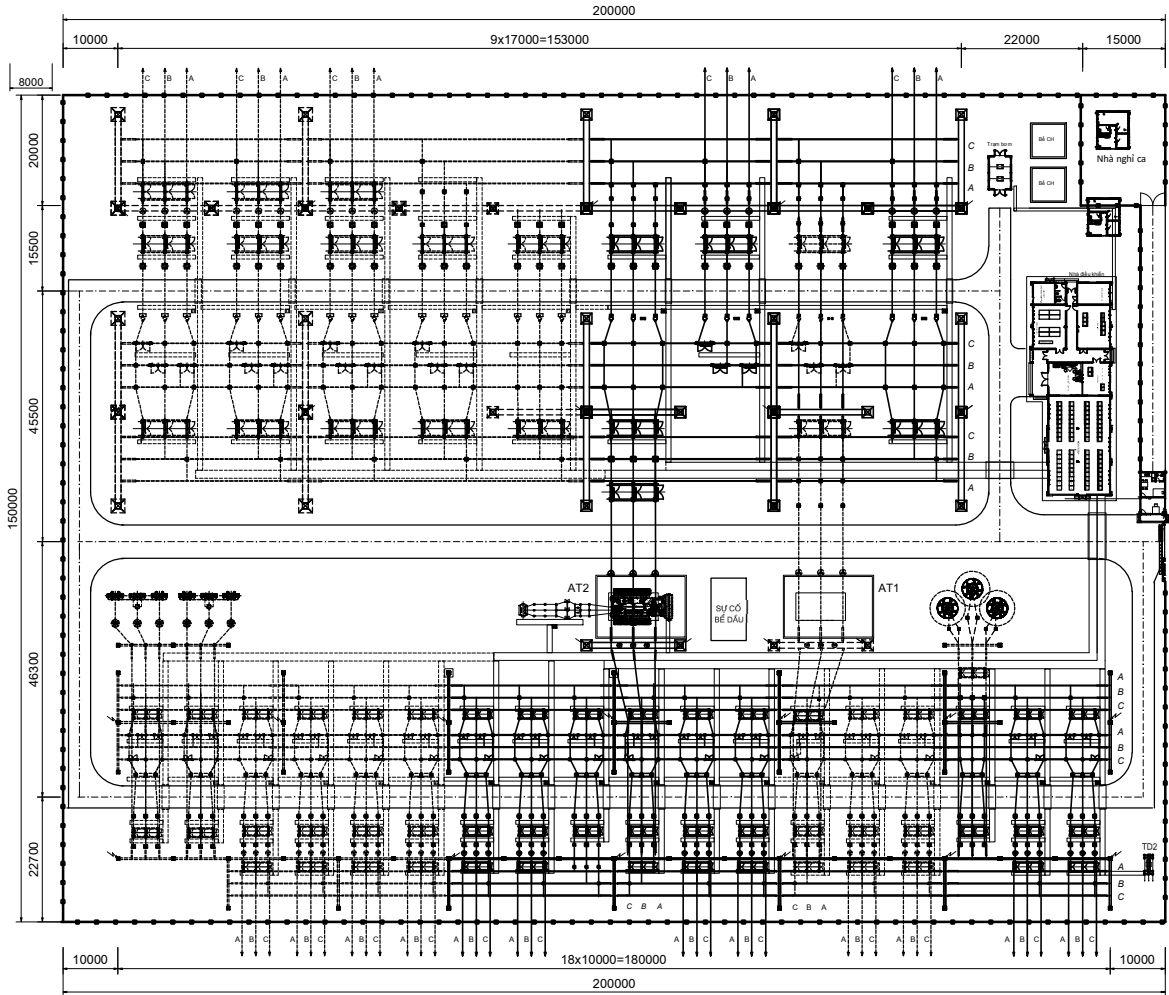 200000
10000
9x17000=153000
22000
15000
8000
C B A
C B A
C B A
C B A
C B A
20000
Trạm bơm
Bể CH
Bể CH
Nhà nghỉ ca
C
B
A
15500
Nhà điều khiển
C
B
A
45500
C
B
A
150000
AT2
SỰ CỐ
BỂ DẦU
AT1
46300
A
B
C
A
B
C
22700
TD2
A
B
C
C B A
C B A
A B C
A B C
A B C
A B C
A B C
A B C
A B C
A B C
A B C
A B C
A B C
A B C
10000
18x10000=180000
10000
200000